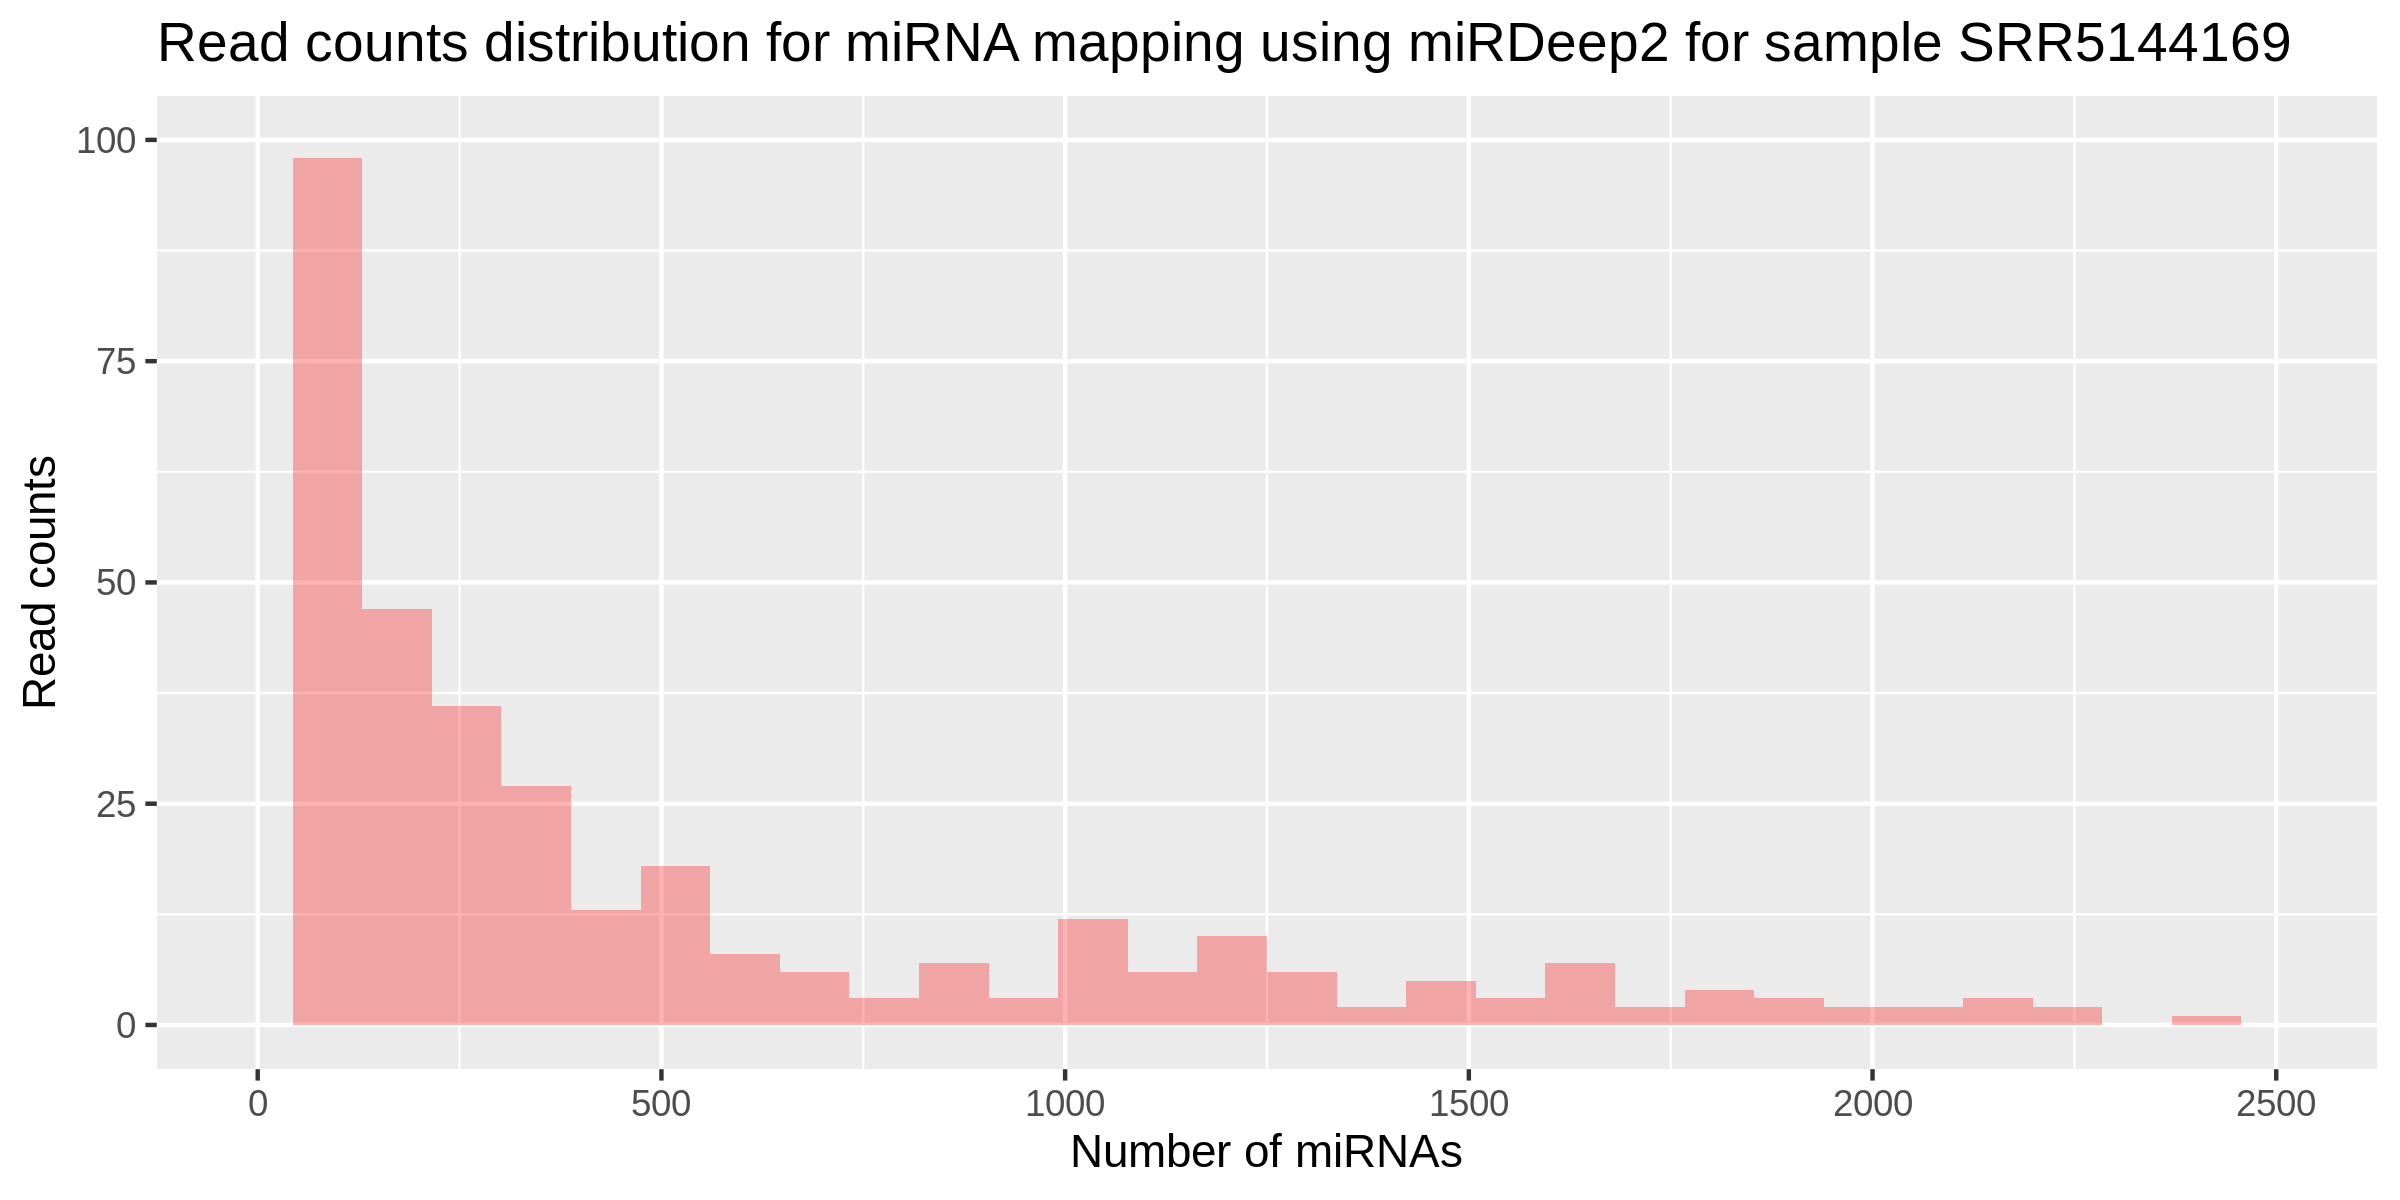 Read counts distribution for miRNA mapping using miRDeep2 for sample SRR5144169
Read counts
100
75
50
25
0
0 500 1000 1500 2000 2500
Number of miRNAs